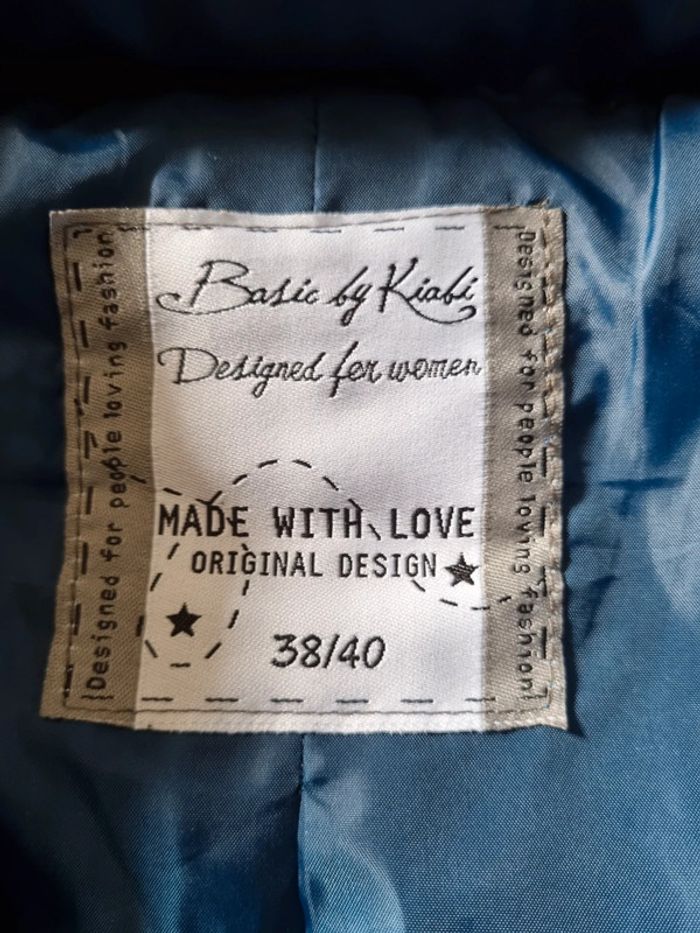 Basic by Kiabi
Designed for women
MADE WITH LOVE
ORIGINAL DESIGN
38/40
Designed for people loving fashion
Designed for people loving fashion